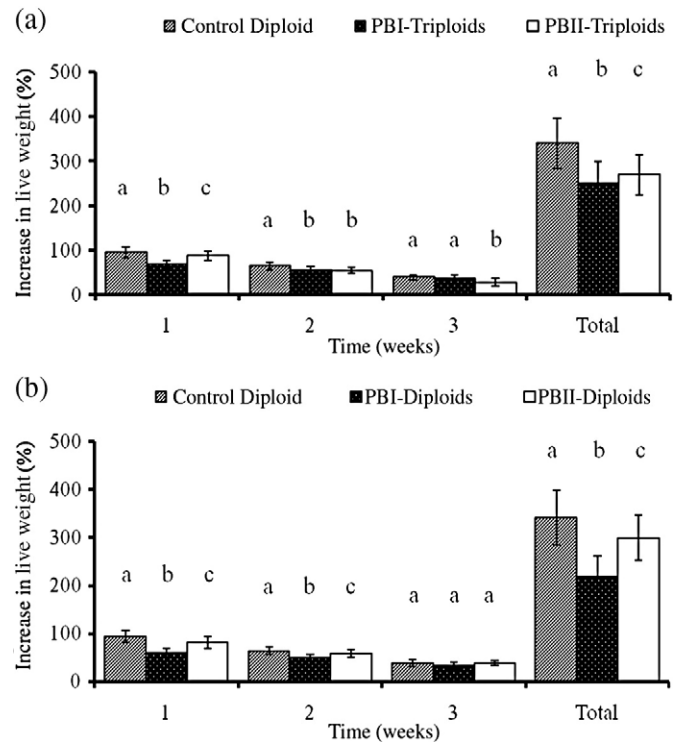 (a)
Control Diploid PBI-Triploids PBII-Triploids
Increase in live weight (%)
500
400
300
200
100
0
a b c
a b b
a a b
a b c
1 2 3 Total
Time (weeks)
(b)
Control Diploid PBI-Diploids PBII-Diploids
Increase in live weight (%)
500
400
300
200
100
0
a b c
a b c
a a a
a b c
1 2 3 Total
Time (weeks)